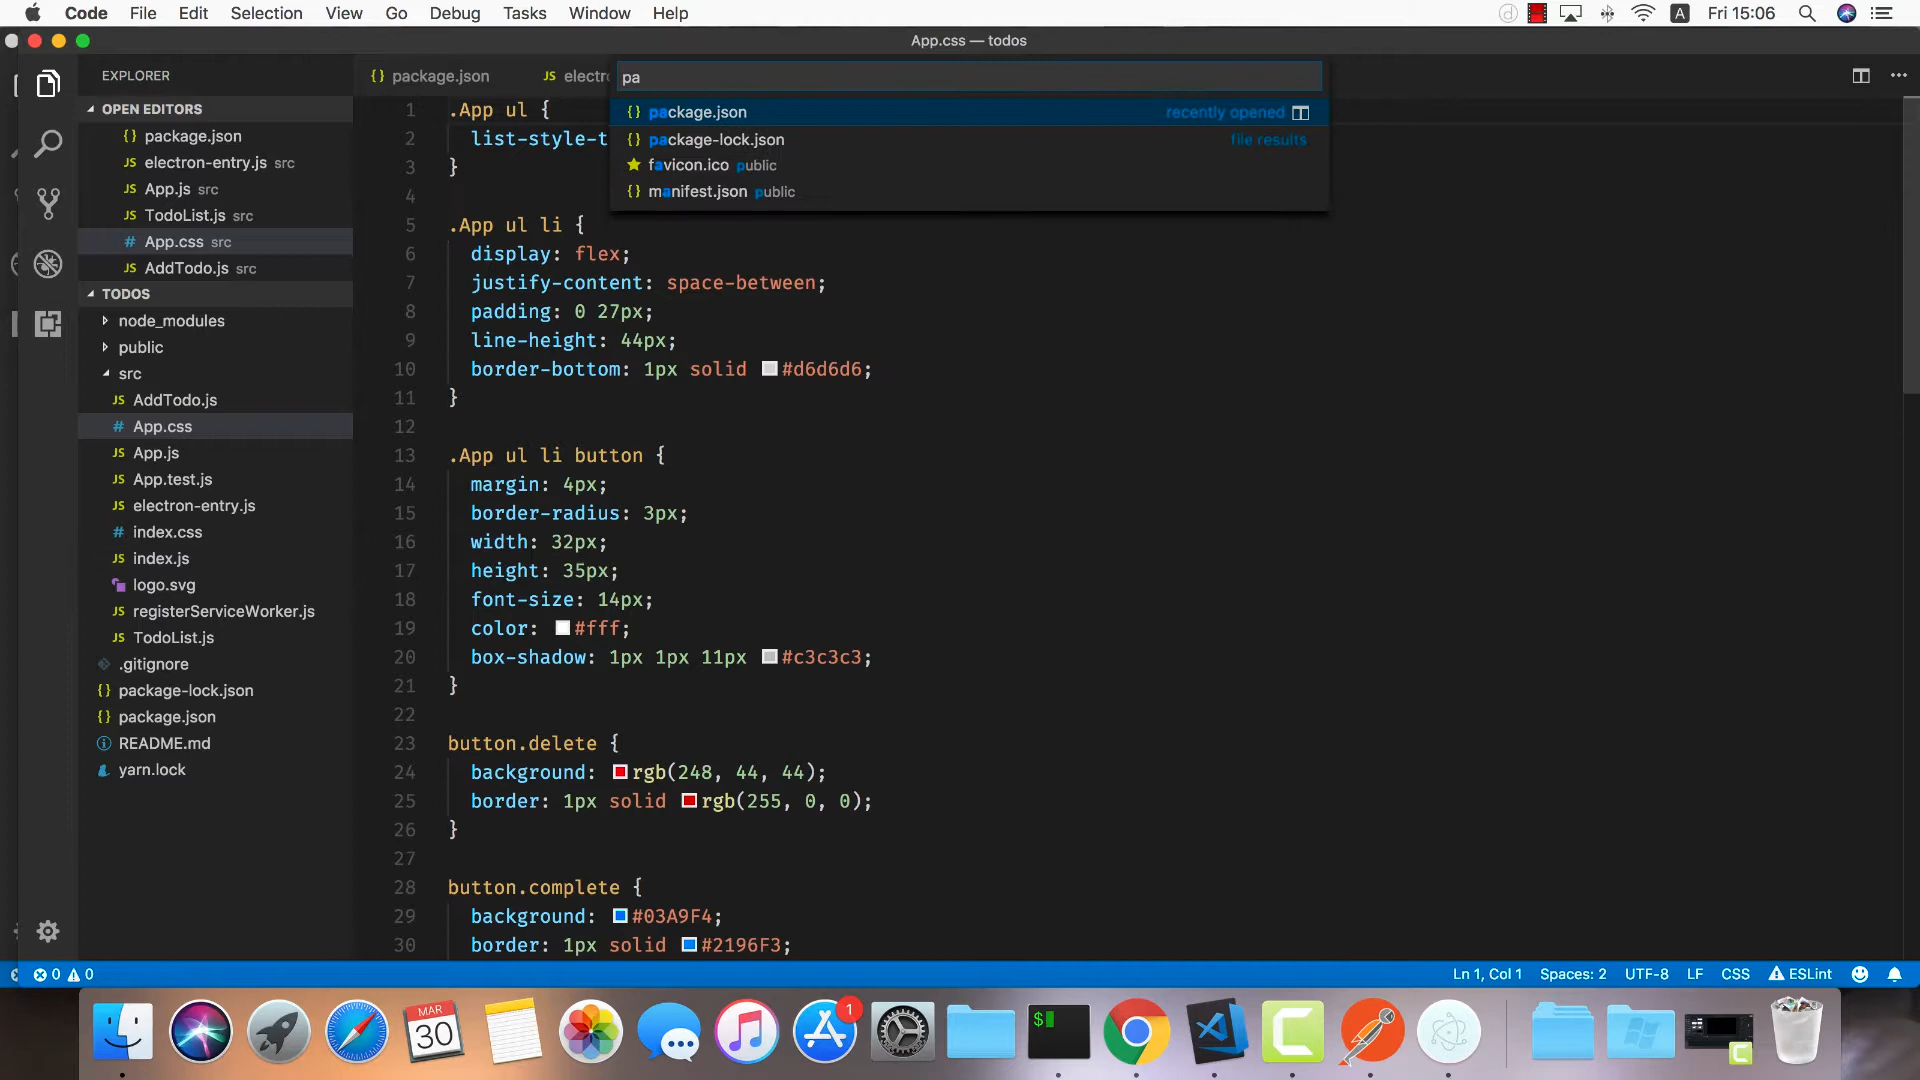 Code File Edit Selection View Go Debug Tasks Window Help
A Fri 15:06
App.css — todos
EXPLORER
OPEN EDITORS
{} package.json
JS electron-entry.js src
JS App.js src
JS TodoList.js src
# App.css src
JS AddTodo.js src
TODOS
node_modules
public
src
JS AddTodo.js
# App.css
JS App.js
JS App.test.js
JS electron-entry.js
# index.css
JS index.js
logo.svg
JS registerServiceWorker.js
JS TodoList.js
.gitignore
{} package-lock.json
{} package.json
README.md
yarn.lock
{} package.json JS electro
pa
{} package.json recently opened
{} package-lock.json file results
favicon.ico public
{} manifest.json public
1 .App ul {
2 list-style-t
3 }
4
5 .App ul li {
6 display: flex;
7 justify-content: space-between;
8 padding: 0 27px;
9 line-height: 44px;
10 border-bottom: 1px solid #d6d6d6;
11 }
12
13 .App ul li button {
14 margin: 4px;
15 border-radius: 3px;
16 width: 32px;
17 height: 35px;
18 font-size: 14px;
19 color: #fff;
20 box-shadow: 1px 1px 11px #c3c3c3;
21 }
22
23 button.delete {
24 background: rgb(248, 44, 44);
25 border: 1px solid rgb(255, 0, 0);
26 }
27
28 button.complete {
29 background: #03A9F4;
30 border: 1px solid #2196F3;
0 0 Ln 1, Col 1 Spaces: 2 UTF-8 LF CSS ESLint
MAR
30
1
$